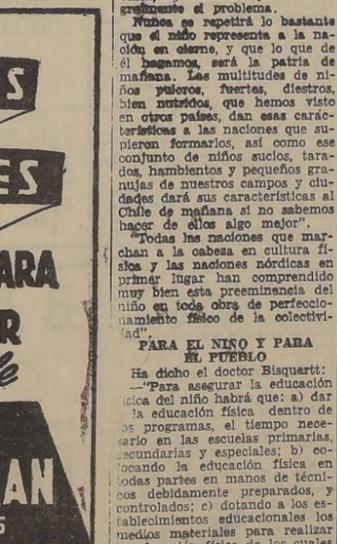 S
ES
ARA
R
le
AN
S
gralmente el problema.
Nunca se repetirá lo bastante
que el niño representa a la na-
ción en cierne, y que lo que de
él hagamos, será la patria de
mañana. Las multitudes de ni-
ños pulcros, fuertes, diestros,
bien nutridos, que hemos visto
en otros países, dan esas carác-
terísticas a las naciones que su-
pieron formarlos, así como ese
conjunto de niños sucios, tara-
dos, hambientos y pequeños gra-
nujas de nuestros campos y ciu-
dades dará sus características al
Chile de mañana si no sabemos
hacer de ellos algo mejor".
"Todas las naciones que mar-
chan a la cabeza en cultura fí-
sica y las naciones nórdicas en
primer lugar han comprendido
muy bien esta preeminencia del
niño en toda obra de perfeccio-
namiento físico de la colectivi-
dad".
PARA EL NIÑO Y PARA
EL PUEBLO
Ha dicho el doctor Bisquertt:
—"Para asegurar la educación
física del niño habrá que: a) dar
la educación física dentro de
los programas, el tiempo nece-
sario en las escuelas primarias,
secundarias y especiales; b) co-
locando la educación física en
todas partes en manos de técni-
cos debidamente preparados, y
controlados; c) dotando a los es-
tablecimientos educacionales los
medios materiales para realizar